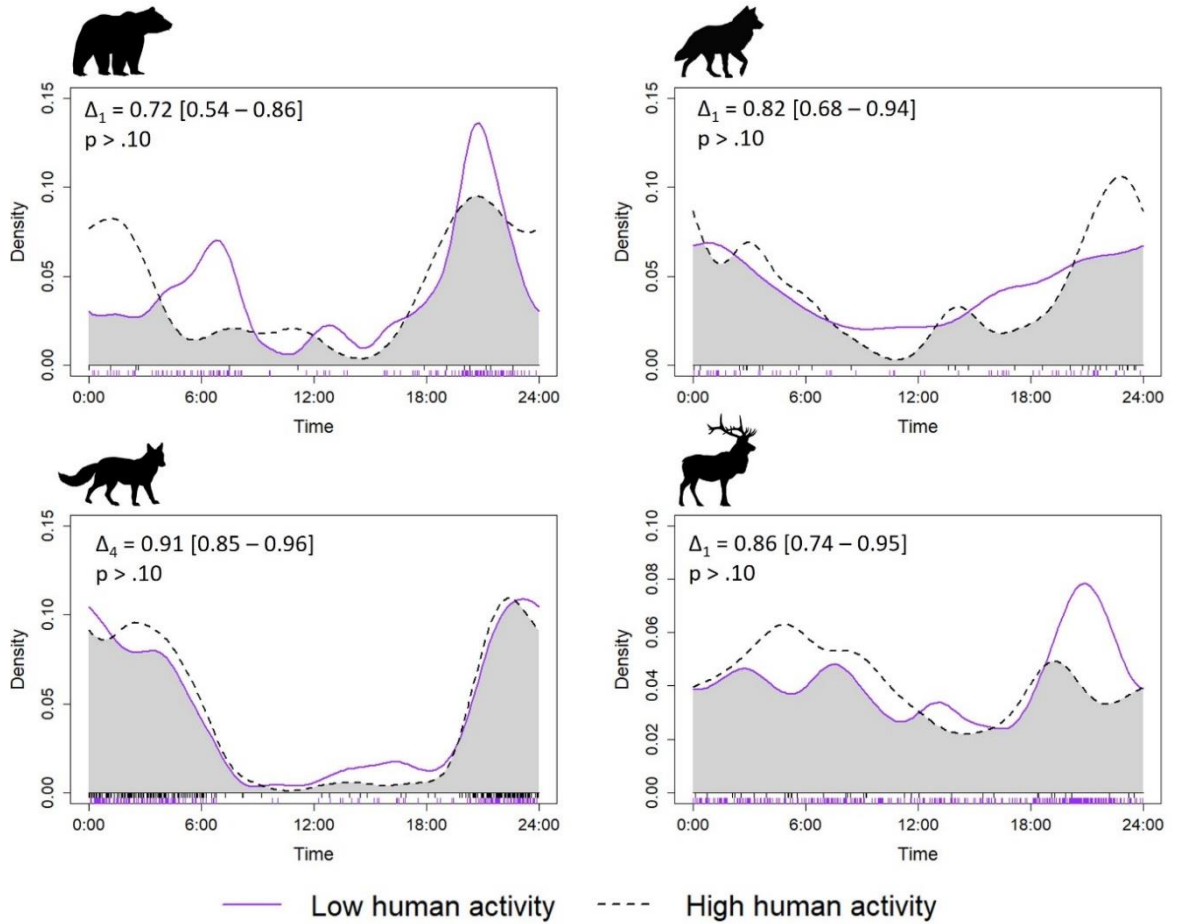 Δ₁ = 0.72 [0.54 – 0.86]
p > .10
0.15
0.10
0.05
0.00
Density
0:00 6:00 12:00 18:00 24:00
Time
Δ₁ = 0.82 [0.68 – 0.94]
p > .10
0.15
0.10
0.05
0.00
Density
0:00 6:00 12:00 18:00 24:00
Time
Δ₄ = 0.91 [0.85 – 0.96]
p > .10
0.15
0.10
0.05
0.00
Density
0:00 6:00 12:00 18:00 24:00
Time
Δ₁ = 0.86 [0.74 – 0.95]
p > .10
0.10
0.08
0.06
0.04
0.02
0.00
Density
0:00 6:00 12:00 18:00 24:00
Time
Low human activity High human activity